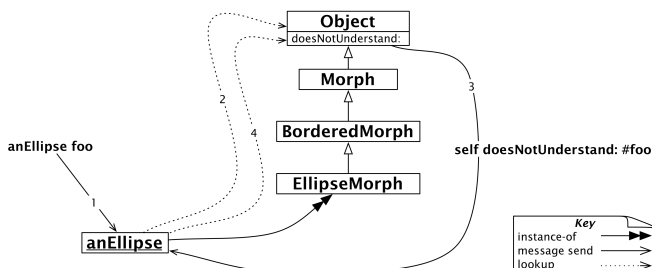 Object
doesNotUnderstand:
Morph
2
3
4
BorderedMorph
anEllipse foo
self doesNotUnderstand: #foo
EllipseMorph
1
anEllipse
Key
instance-of
message send
lookup